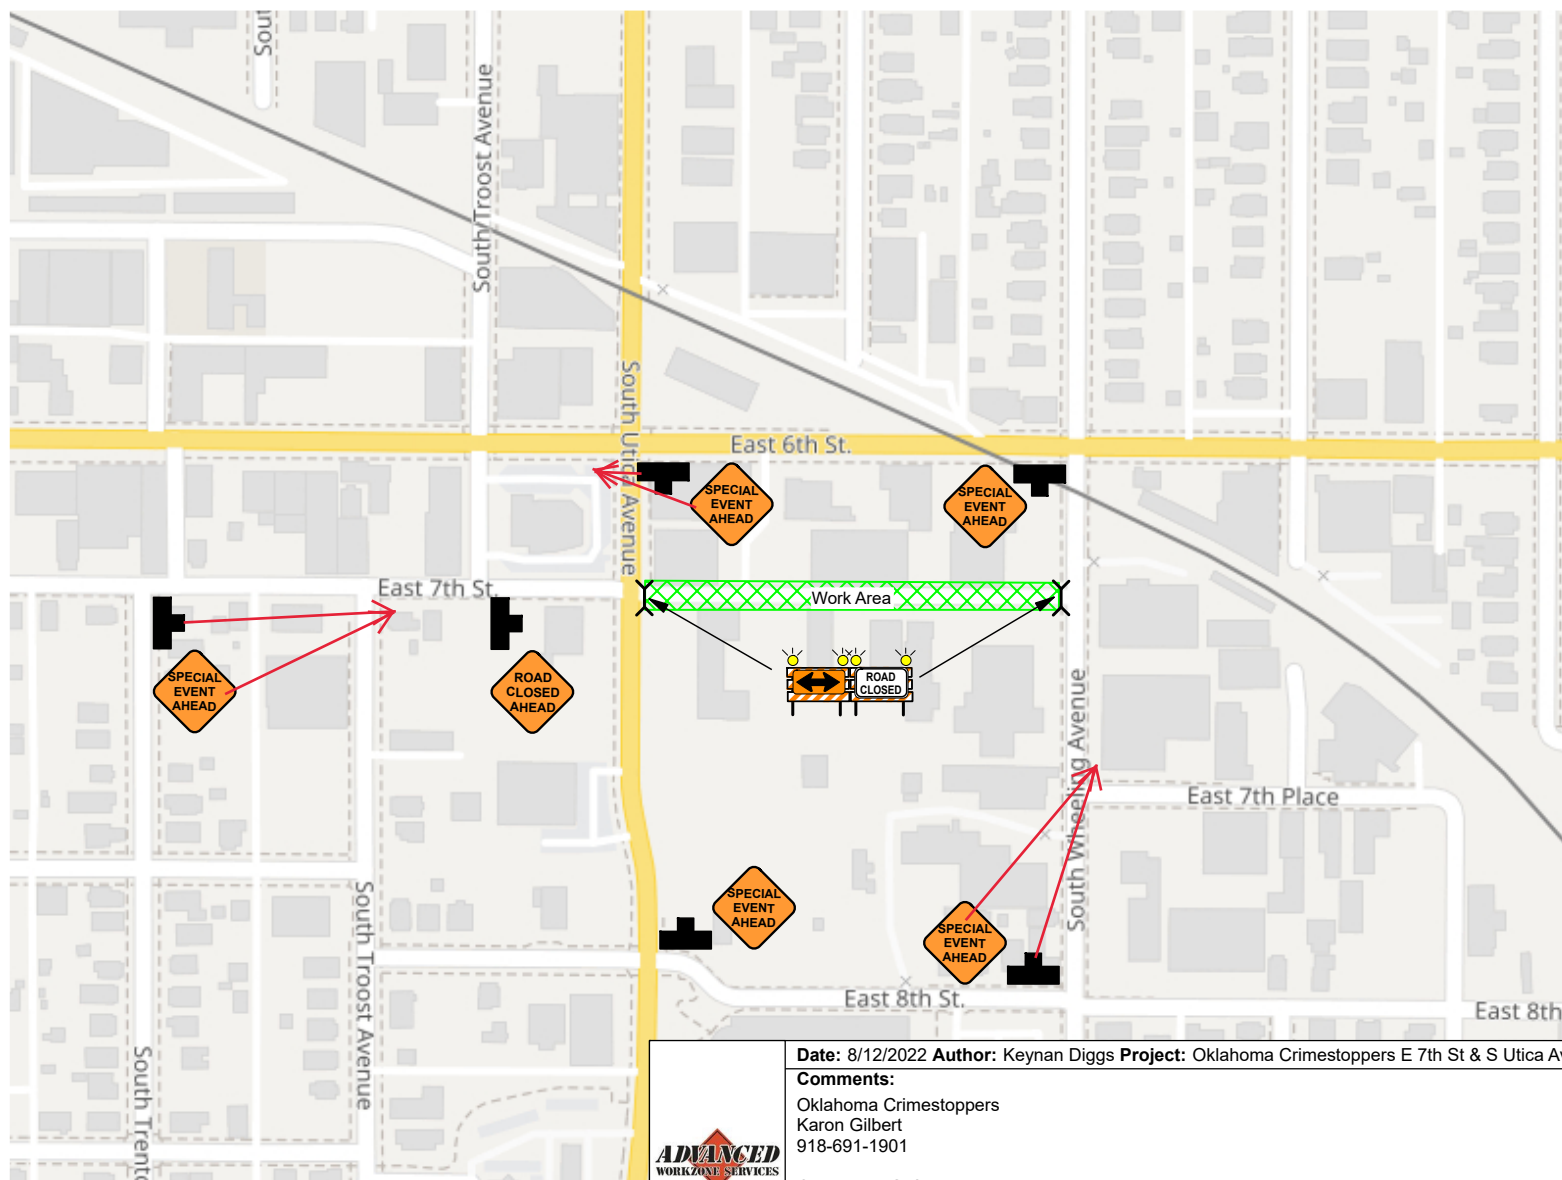 Sout
South Troost Avenue
South Utica Avenue
East 6th St.
SPECIAL
EVENT
AHEAD
SPECIAL
EVENT
AHEAD
East 7th St.
Work Area
SPECIAL
EVENT
AHEAD
ROAD
CLOSED
AHEAD
ROAD
CLOSED
South Wheeling Avenue
East 7th Place
SPECIAL
EVENT
AHEAD
SPECIAL
EVENT
AHEAD
South Troost Avenue
East 8th St.
East 8th
South Trento
Date: 8/12/2022 Author: Keynan Diggs Project: Oklahoma Crimestoppers E 7th St & S Utica Av
Comments:
Oklahoma Crimestoppers
Karon Gilbert
918-691-1901
ADVANCED
WORKZONE SERVICES